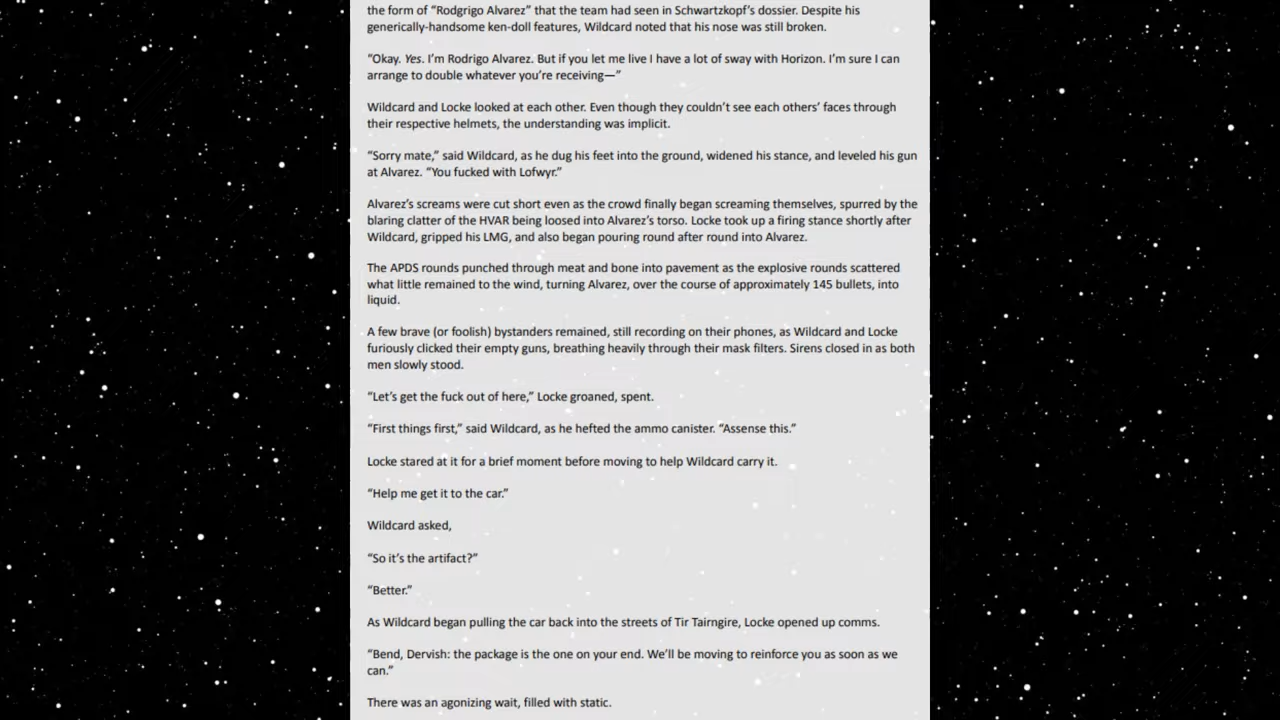 the form of “Rodgrigo Alvarez” that the team had seen in Schwartzkopf’s dossier. Despite his
generically-handsome ken-doll features, Wildcard noted that his nose was still broken.
“Okay. Yes. I’m Rodrigo Alvarez. But if you let me live I have a lot of sway with Horizon. I’m sure I can
arrange to double whatever you’re receiving—”
Wildcard and Locke looked at each other. Even though they couldn’t see each others’ faces through
their respective helmets, the understanding was implicit.
“Sorry mate,” said Wildcard, as he dug his feet into the ground, widened his stance, and leveled his gun
at Alvarez. “You fucked with Lofwyr.”
Alvarez’s screams were cut short even as the crowd finally began screaming themselves, spurred by the
blaring clatter of the HVAR being loosed into Alvarez’s torso. Locke took up a firing stance shortly after
Wildcard, gripped his LMG, and also began pouring round after round into Alvarez.
The APDS rounds punched through meat and bone into pavement as the explosive rounds scattered
what little remained to the wind, turning Alvarez, over the course of approximately 145 bullets, into
liquid.
A few brave (or foolish) bystanders remained, still recording on their phones, as Wildcard and Locke
furiously clicked their empty guns, breathing heavily through their mask filters. Sirens closed in as both
men slowly stood.
“Let’s get the fuck out of here,” Locke groaned, spent.
“First things first,” said Wildcard, as he hefted the ammo canister. “Assense this.”
Locke stared at it for a brief moment before moving to help Wildcard carry it.
“Help me get it to the car.”
Wildcard asked,
“So it’s the artifact?”
“Better.”
As Wildcard began pulling the car back into the streets of Tir Tairngire, Locke opened up comms.
“Bend, Dervish: the package is the one on your end. We’ll be moving to reinforce you as soon as we
can.”
There was an agonizing wait, filled with static.